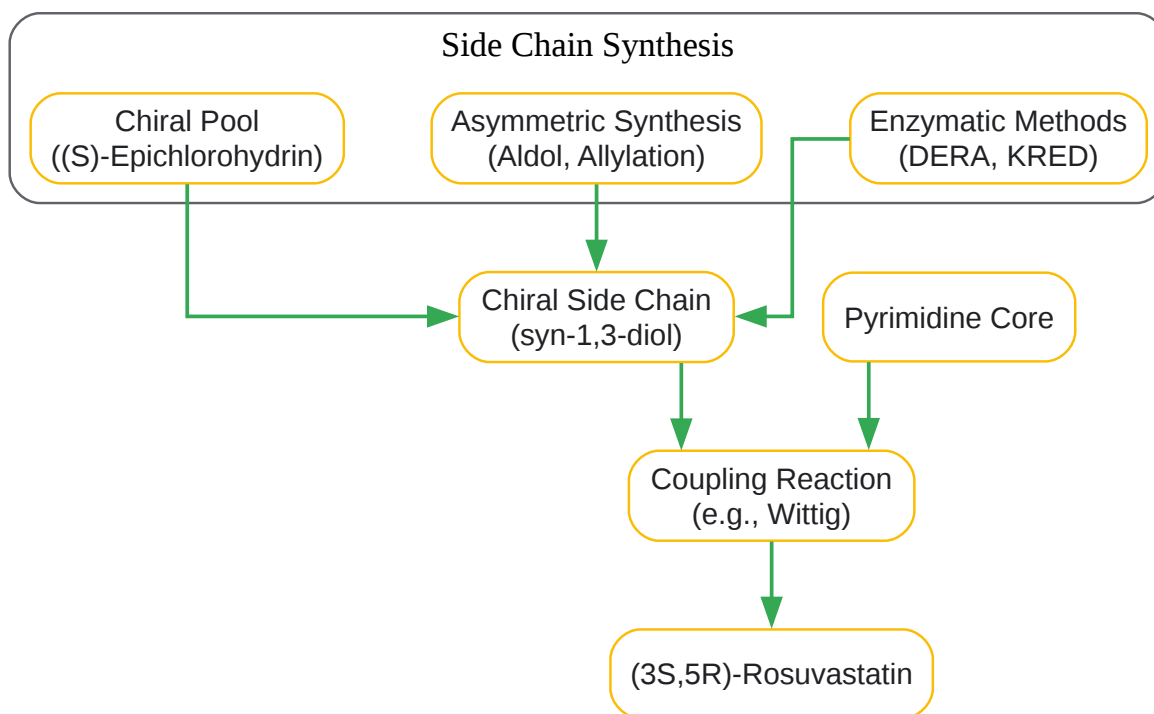 Side Chain Synthesis
Chiral Pool
((S)-Epichlorohydrin)
Asymmetric Synthesis
(Aldol, Allylation)
Enzymatic Methods
(DERA, KRED)
Chiral Side Chain
(syn-1,3-diol)
Pyrimidine Core
Coupling Reaction
(e.g., Wittig)
(3S,5R)-Rosuvastatin